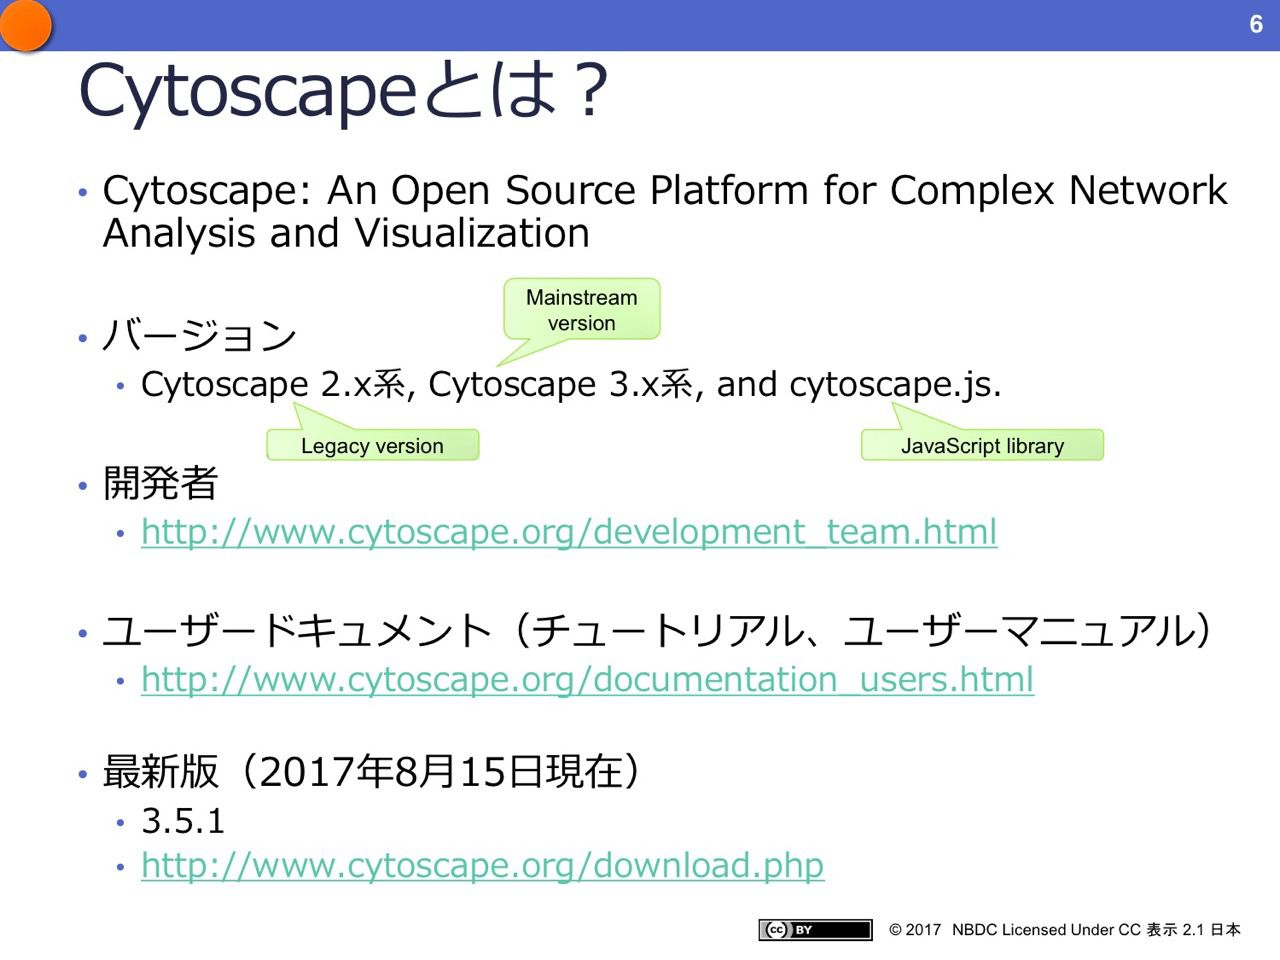 6
Cytoscapeとは？
• Cytoscape: An Open Source Platform for Complex Network
Analysis and Visualization
Mainstream
version
• バージョン
• Cytoscape 2.x系, Cytoscape 3.x系, and cytoscape.js.
Legacy version
JavaScript library
• 開発者
• http://www.cytoscape.org/development_team.html
• ユーザードキュメント（チュートリアル、ユーザーマニュアル）
• http://www.cytoscape.org/documentation_users.html
• 最新版（2017年8月15日現在）
• 3.5.1
• http://www.cytoscape.org/download.php
cc BY
© 2017 NBDC Licensed Under CC 表示 2.1 日本